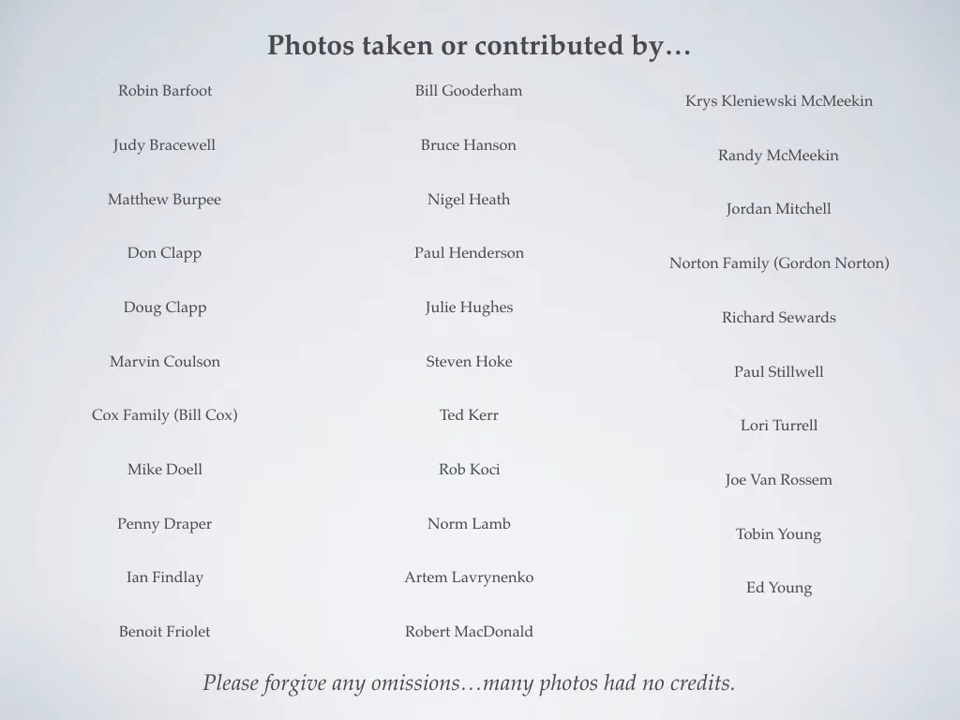 Photos taken or contributed by…
Robin Barfoot
Judy Bracewell
Matthew Burpee
Don Clapp
Doug Clapp
Marvin Coulson
Cox Family (Bill Cox)
Mike Doell
Penny Draper
Ian Findlay
Benoit Friolet
Bill Gooderham
Bruce Hanson
Nigel Heath
Paul Henderson
Julie Hughes
Steven Hoke
Ted Kerr
Rob Koci
Norm Lamb
Artem Lavrynenko
Robert MacDonald
Krys Kleniewski McMeekin
Randy McMeekin
Jordan Mitchell
Norton Family (Gordon Norton)
Richard Sewards
Paul Stillwell
Lori Turrell
Joe Van Rossem
Tobin Young
Ed Young
Please forgive any omissions…many photos had no credits.